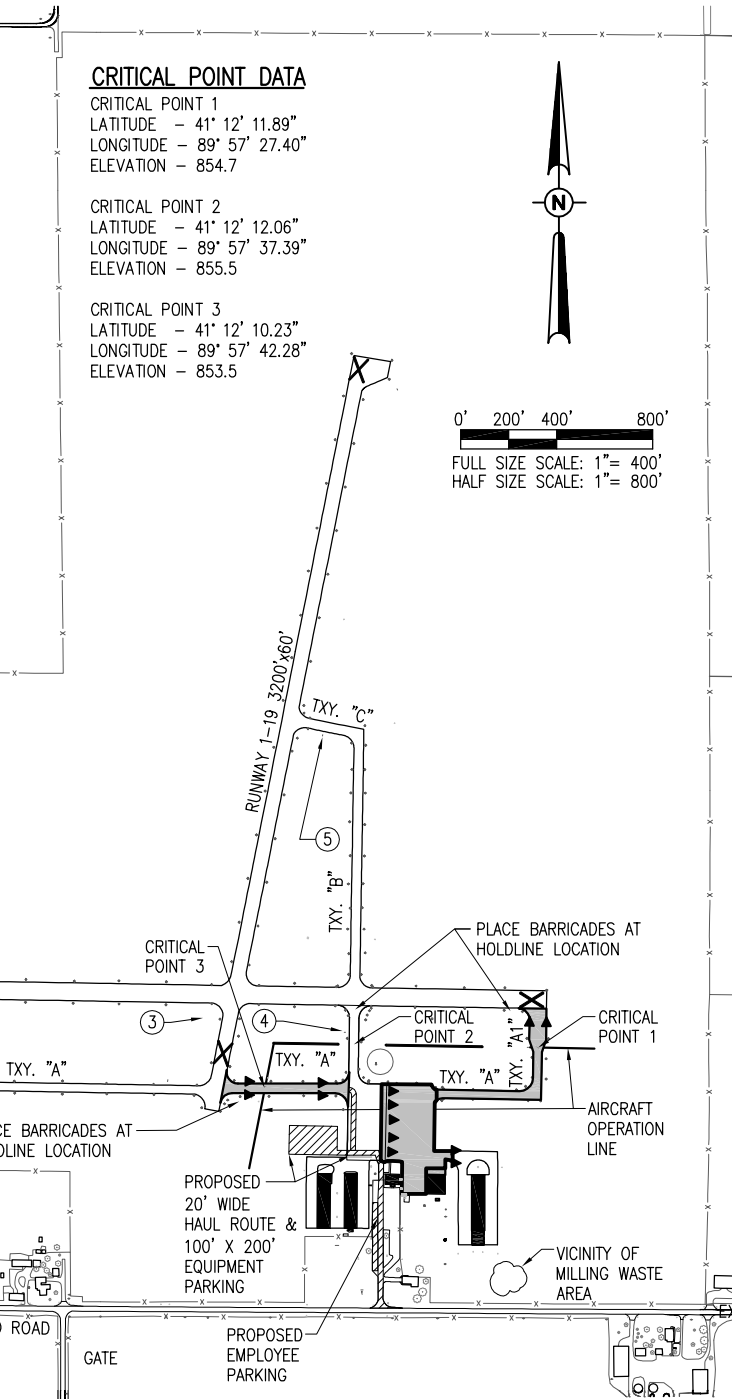 CRITICAL POINT DATA
CRITICAL POINT 1
LATITUDE – 41° 12' 11.89"
LONGITUDE – 89° 57' 27.40"
ELEVATION – 854.7
CRITICAL POINT 2
LATITUDE – 41° 12' 12.06"
LONGITUDE – 89° 57' 37.39"
ELEVATION – 855.5
CRITICAL POINT 3
LATITUDE – 41° 12' 10.23"
LONGITUDE – 89° 57' 42.28"
ELEVATION – 853.5
N
0' 200' 400' 800'
FULL SIZE SCALE: 1"= 400'
HALF SIZE SCALE: 1"= 800'
RUNWAY 1-19 3200'x60'
TXY. "C"
5
TXY. "B"
PLACE BARRICADES AT
HOLDLINE LOCATION
CRITICAL
POINT 3
3
4
CRITICAL
POINT 2
CRITICAL
POINT 1
TXY. "A"
TXY. "A"
TXY. "A"
TXY. "A1"
CE BARRICADES AT
DLINE LOCATION
AIRCRAFT
OPERATION
LINE
PROPOSED
20' WIDE
HAUL ROUTE &
100' X 200'
EQUIPMENT
PARKING
VICINITY OF
MILLING WASTE
AREA
ROAD
GATE
PROPOSED
EMPLOYEE
PARKING